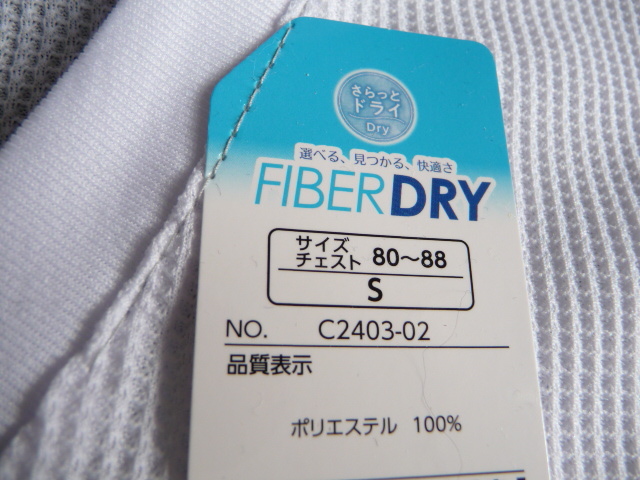 さらっと
ドライ
Dry
選べる、見つかる、快適さ
FIBERDRY
サイズ
チェスト 80～88
S
NO. C2403-02
品質表示
ポリエステル 100%